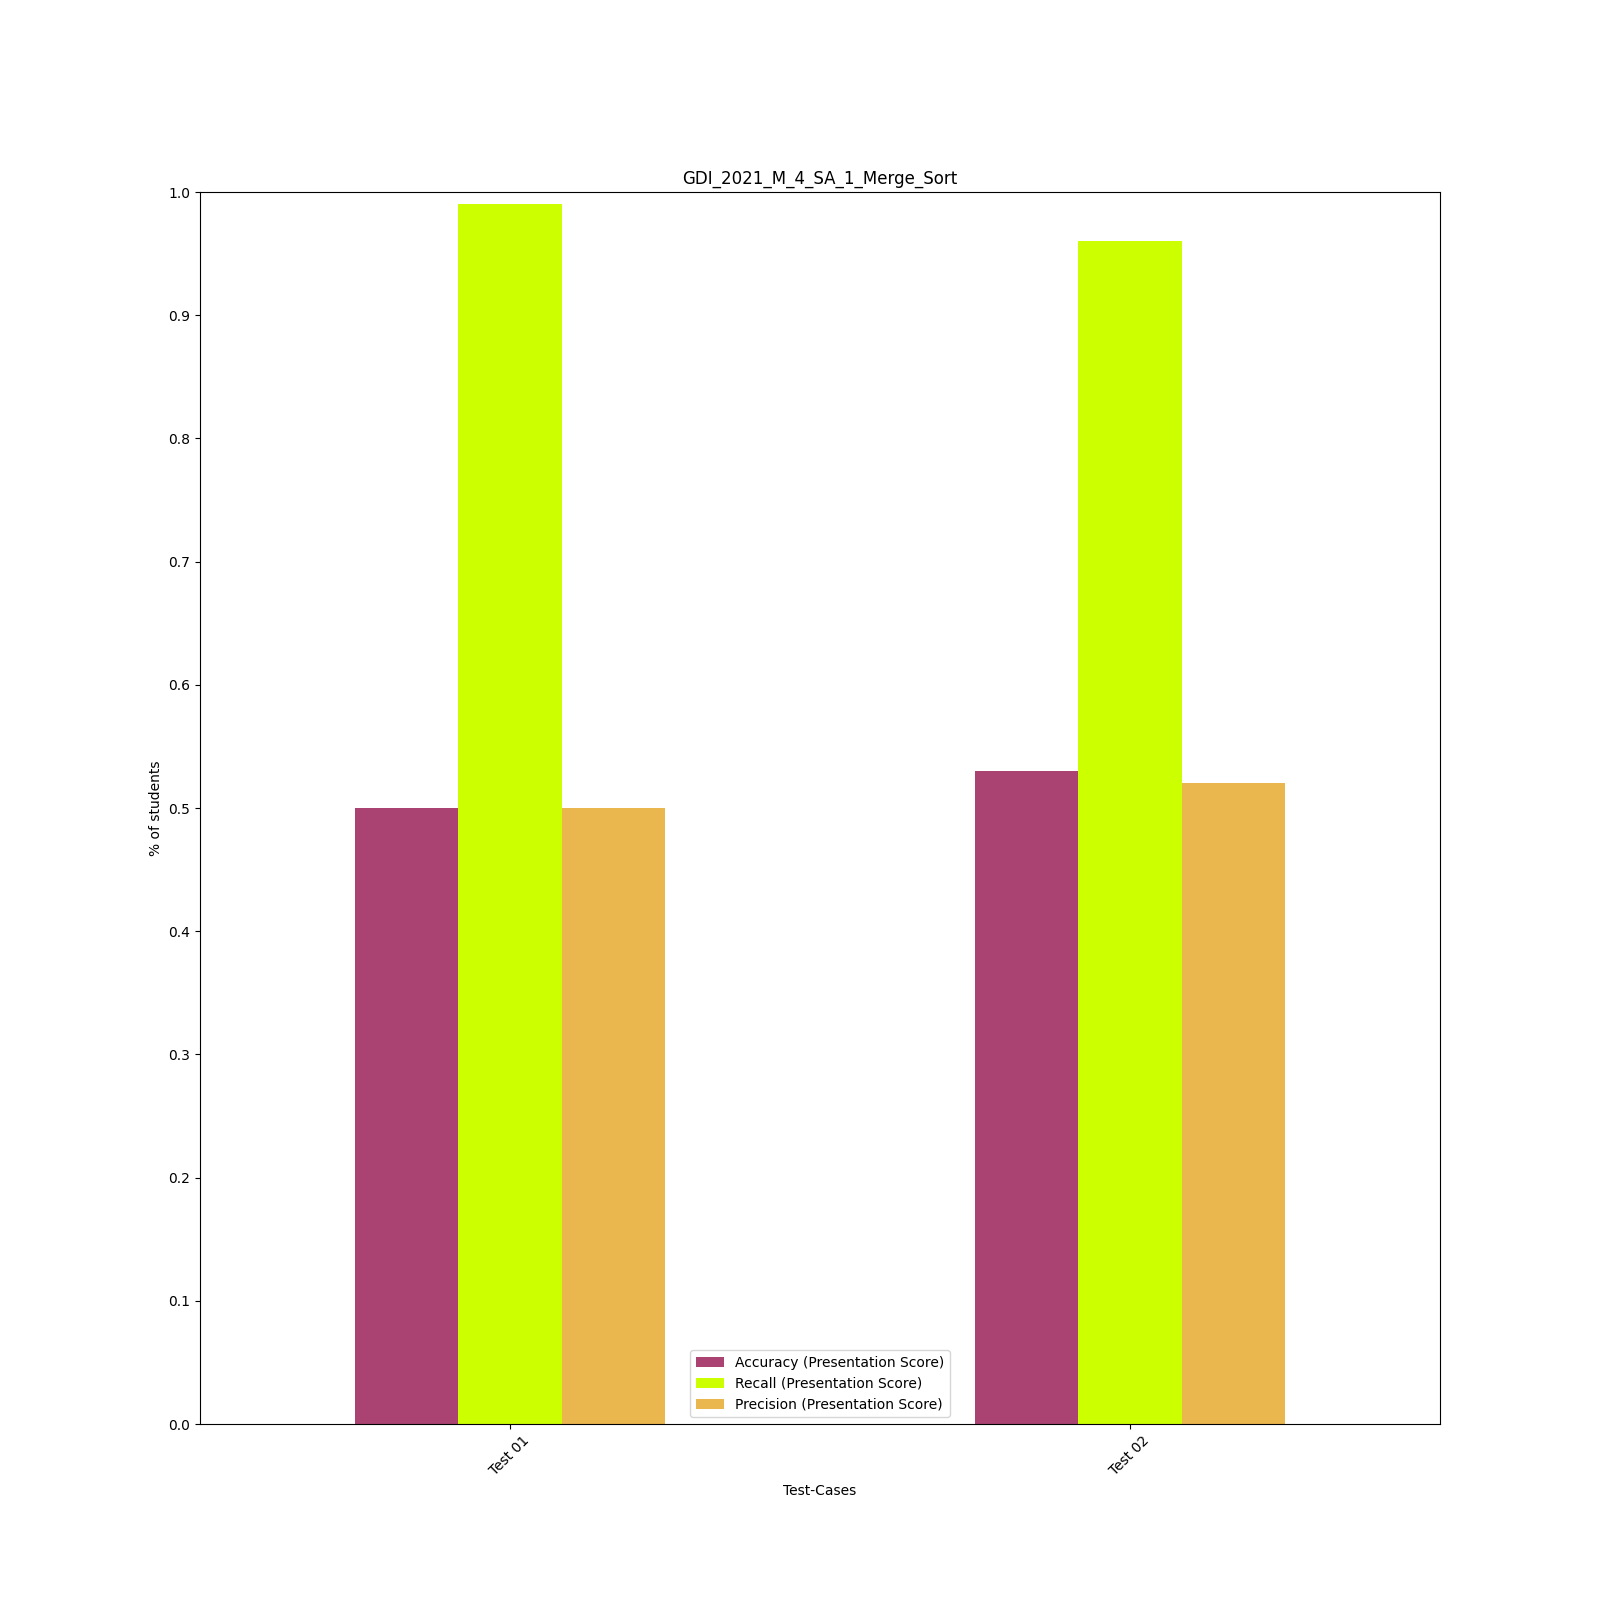 GDI_2021_M_4_SA_1_Merge_Sort
1.0
0.9
0.8
0.7
0.6
0.5
0.4
0.3
0.2
0.1
0.0
% of students
Accuracy (Presentation Score)
Recall (Presentation Score)
Precision (Presentation Score)
Test 01
Test 02
Test-Cases